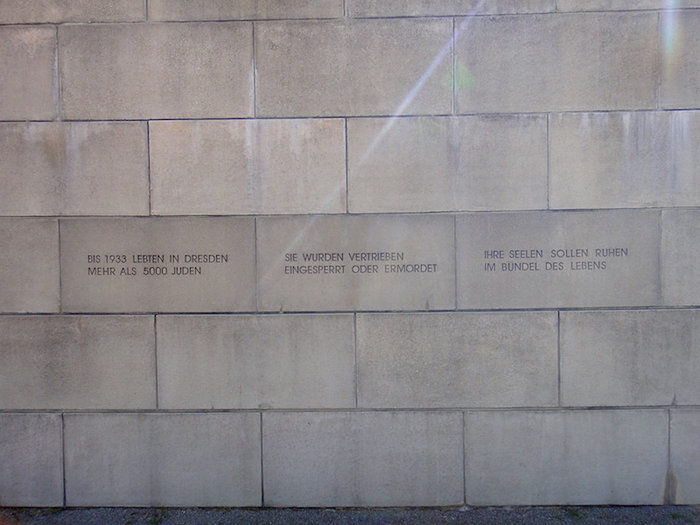 BIS 1933 LEBTEN IN DRESDEN
MEHR ALS 5000 JUDEN
SIE WURDEN VERTRIEBEN
EINGESPERRT ODER ERMORDET
IHRE SEELEN SOLLEN RUHEN
IM BÜNDEL DES LEBENS